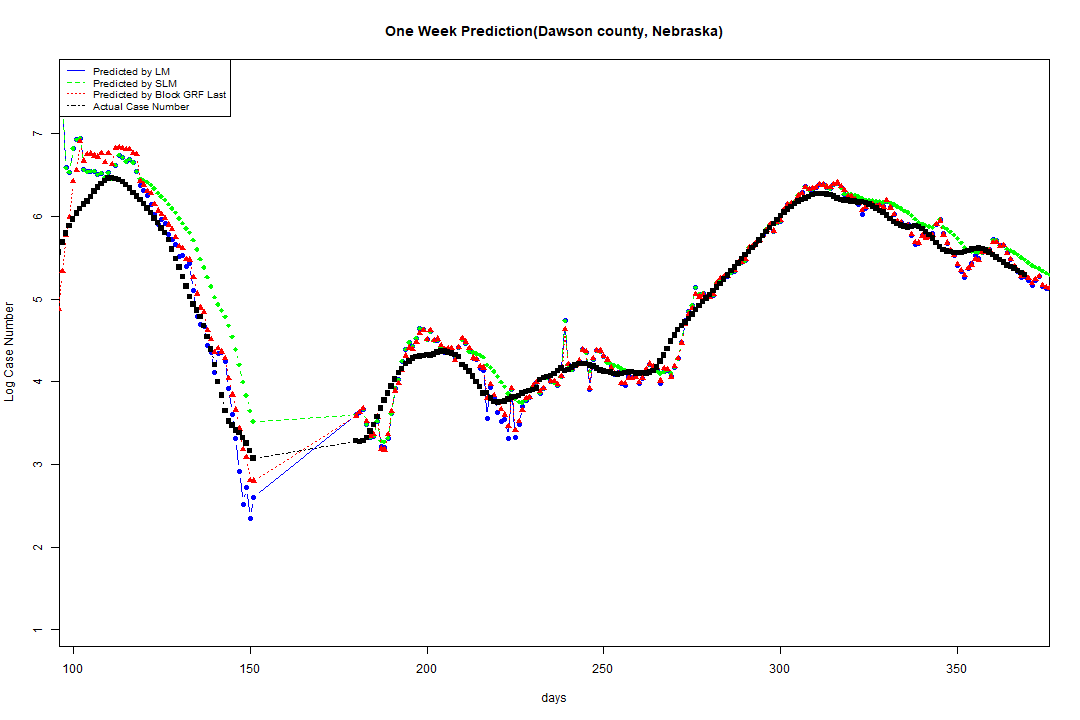 One Week Prediction(Dawson county, Nebraska)
Predicted by LM
Predicted by SLM
Predicted by Block GRF Last
Actual Case Number
7
6
5
4
3
2
1
Log Case Number
100 150 200 250 300 350
days